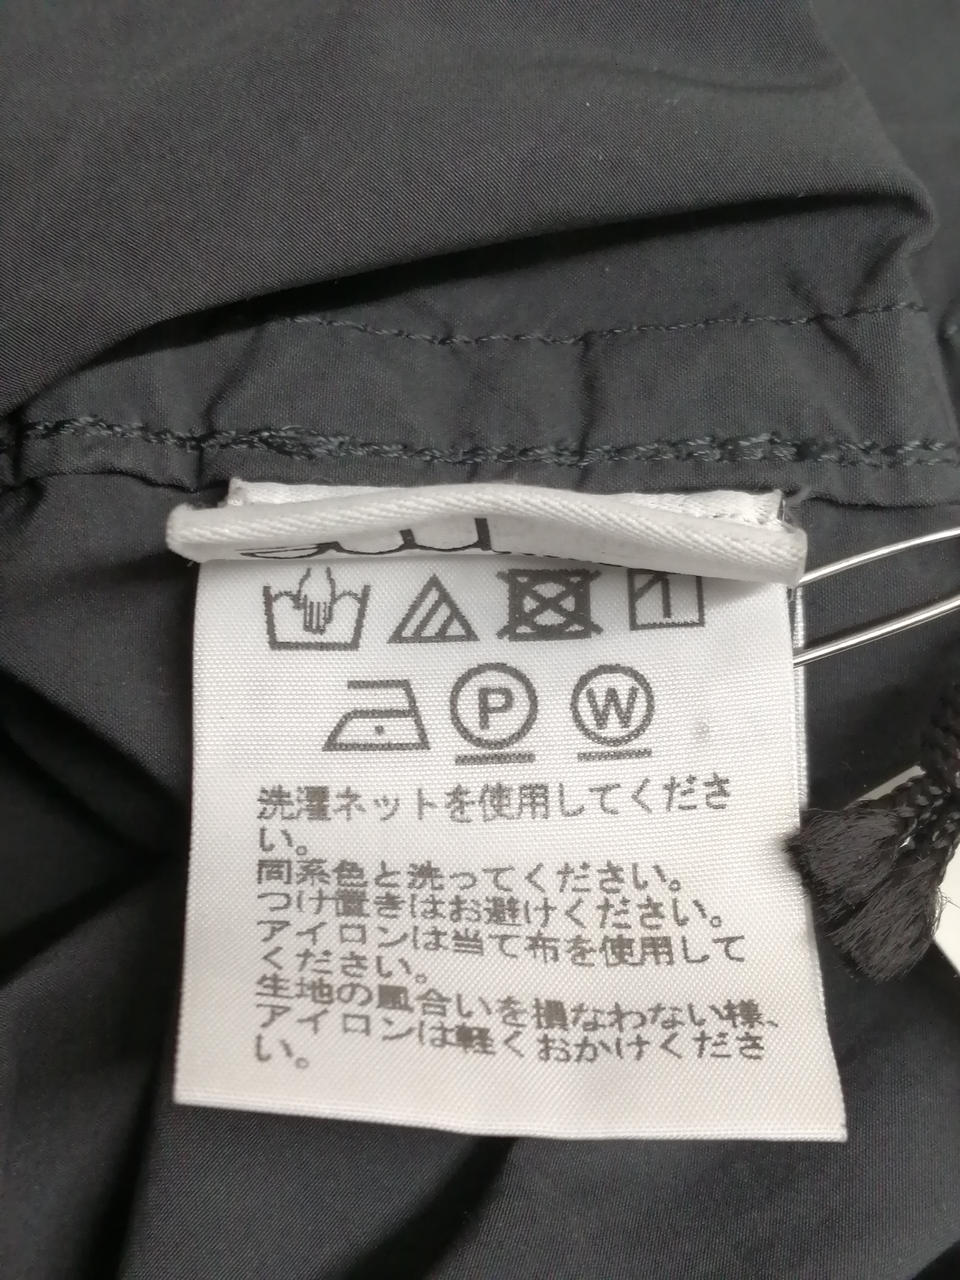 P
W
洗濯ネットを使用してくださ
い。
同系色と洗ってください。
つけ置きはお避けください。
アイロンは当て布を使用して
ください。
生地の風合いを損なわない様、
アイロンは軽くおかけくださ
い。